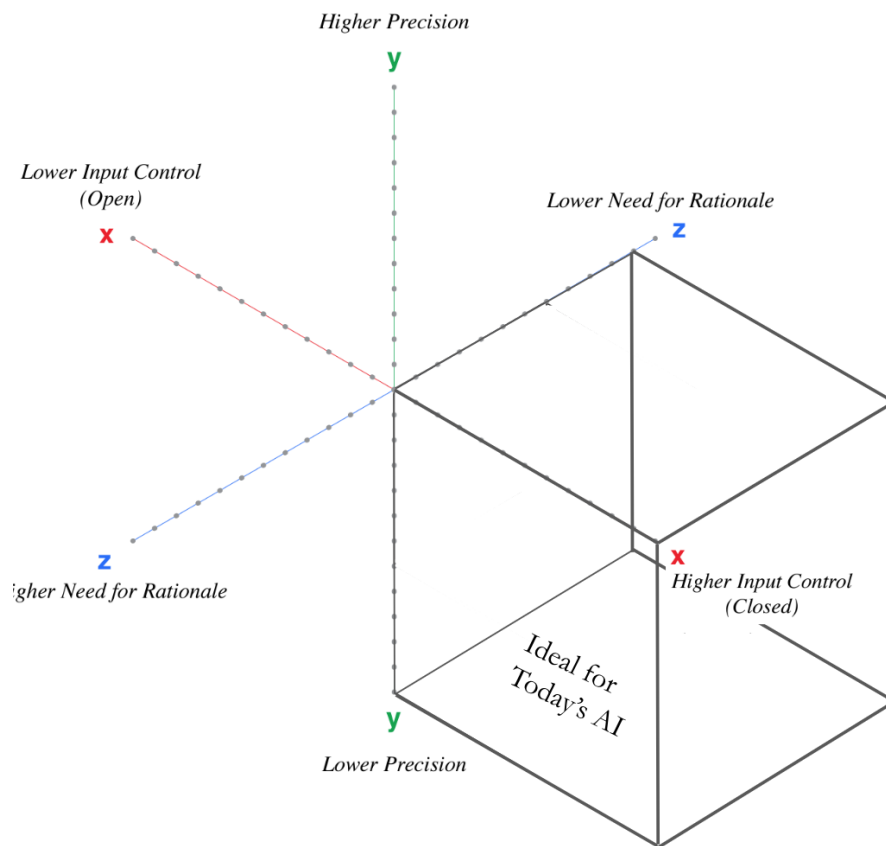 Higher Precision
y
Lower Input Control
(Open)
x
Lower Need for Rationale
z
x
Higher Input Control
(Closed)
z
igher Need for Rationale
Ideal for
Today's AI
y
Lower Precision